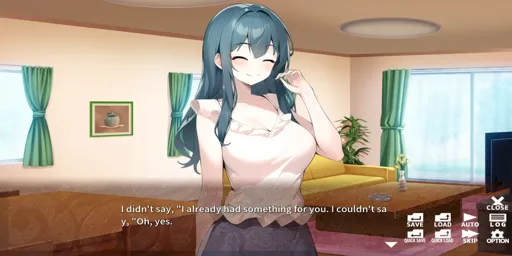 I didn't say, "I already had something for you. I couldn't sa
y, "Oh, yes.
CLOSE
SAVE LOAD AUTO LOG
QUICK SAVE QUICK LOAD SKIP OPTION